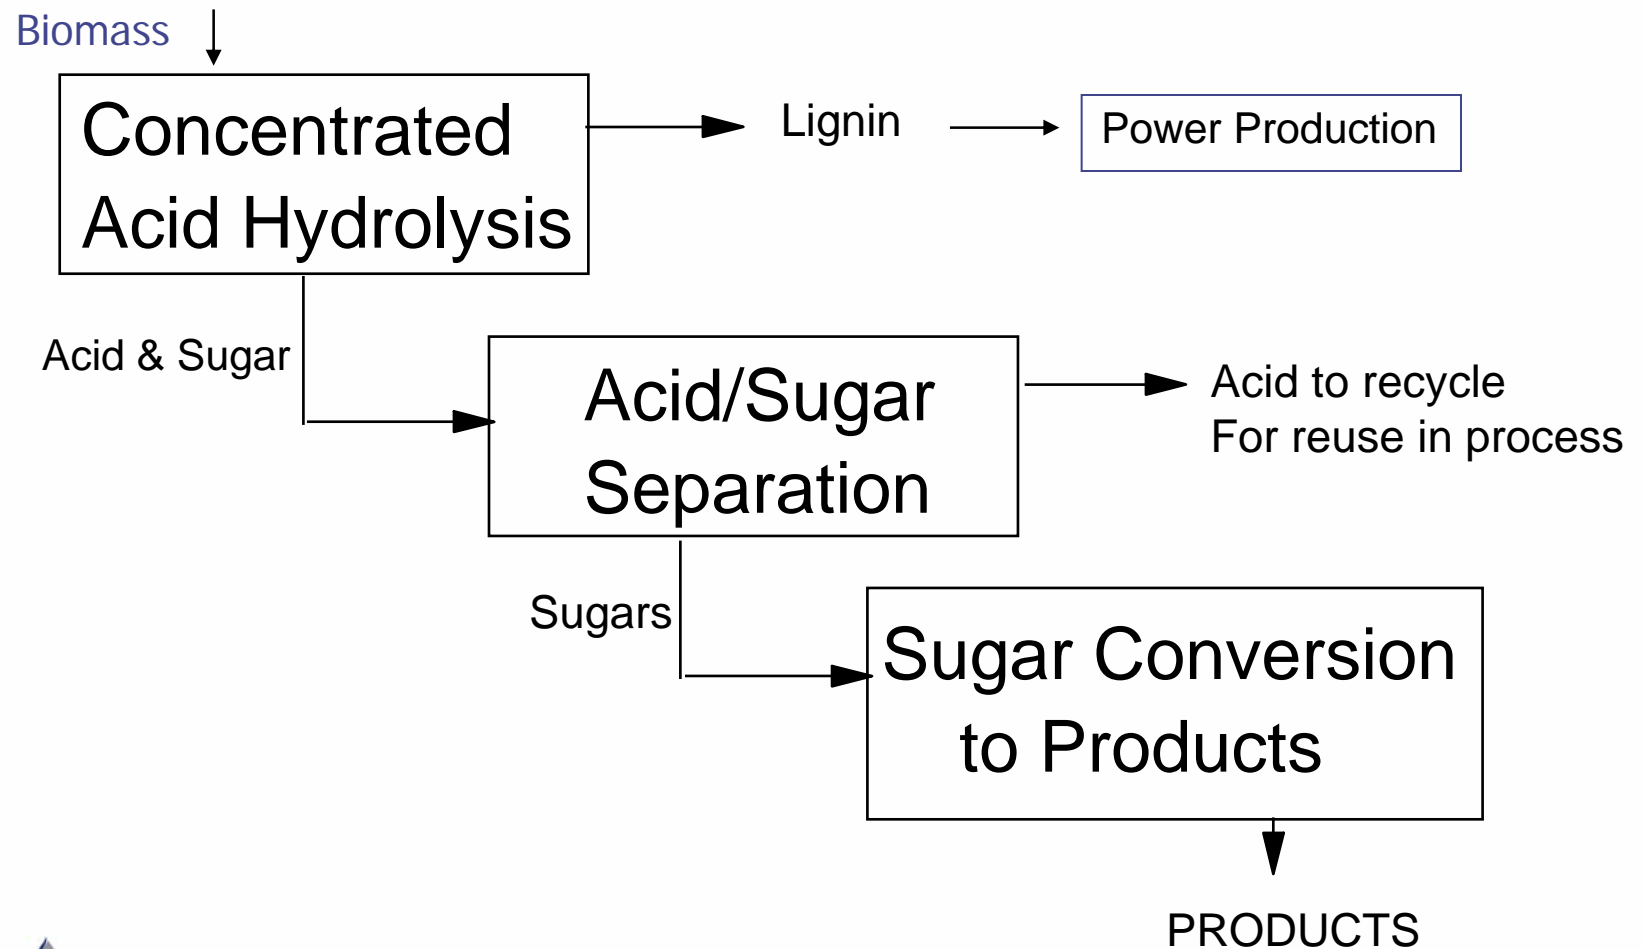 Biomass
Concentrated
Acid Hydrolysis
Lignin
Power Production
Acid & Sugar
Acid/Sugar
Separation
Acid to recycle
For reuse in process
Sugars
Sugar Conversion
to Products
PRODUCTS